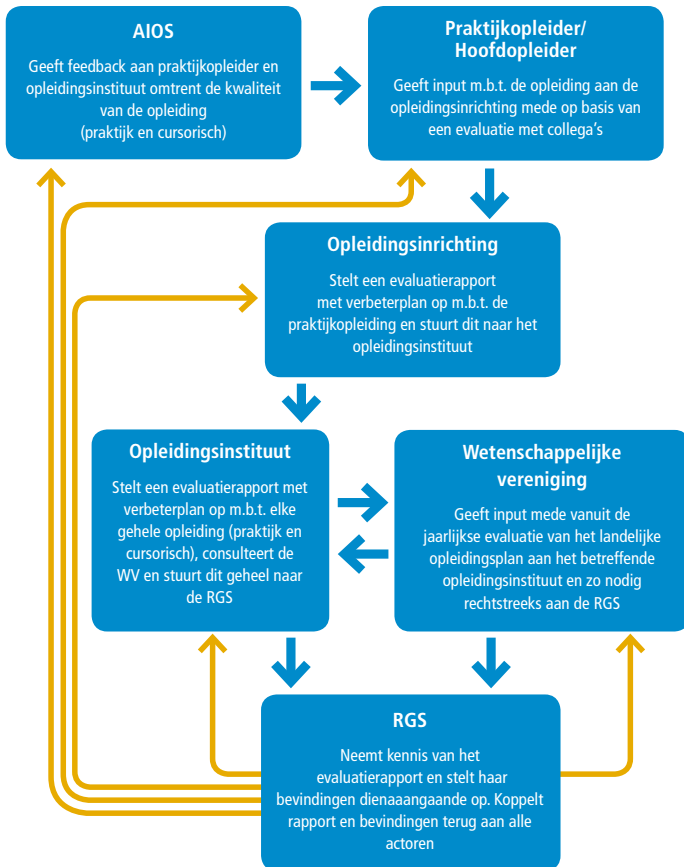 AIOS
Geeft feedback aan praktijkopleider en
opleidingsinstituut omtrent de kwaliteit
van de opleiding
(praktijk en cursorisch)
Praktijkopleider/
Hoofdopleider
Geeft input m.b.t. de opleiding aan de
opleidingsinrichting mede op basis van
een evaluatie met collega's
Opleidingsinrichting
Stelt een evaluatierapport
met verbeterplan op m.b.t. de
praktijkopleiding en stuurt dit naar het
opleidingsinstituut
Opleidingsinstituut
Stelt een evaluatierapport met
verbeterplan op m.b.t. elke
gehele opleiding (praktijk en
cursorisch), consulteert de
WV en stuurt dit geheel naar
de RGS
Wetenschappelijke
vereniging
Geeft input mede vanuit de
jaarlijkse evaluatie van het landelijke
opleidingsplan aan het betreffende
opleidingsinstituut en zo nodig
rechtstreeks aan de RGS
RGS
Neemt kennis van het
evaluatierapport en stelt haar
bevindingen dienaaangaande op. Koppelt
rapport en bevindingen terug aan alle
actoren